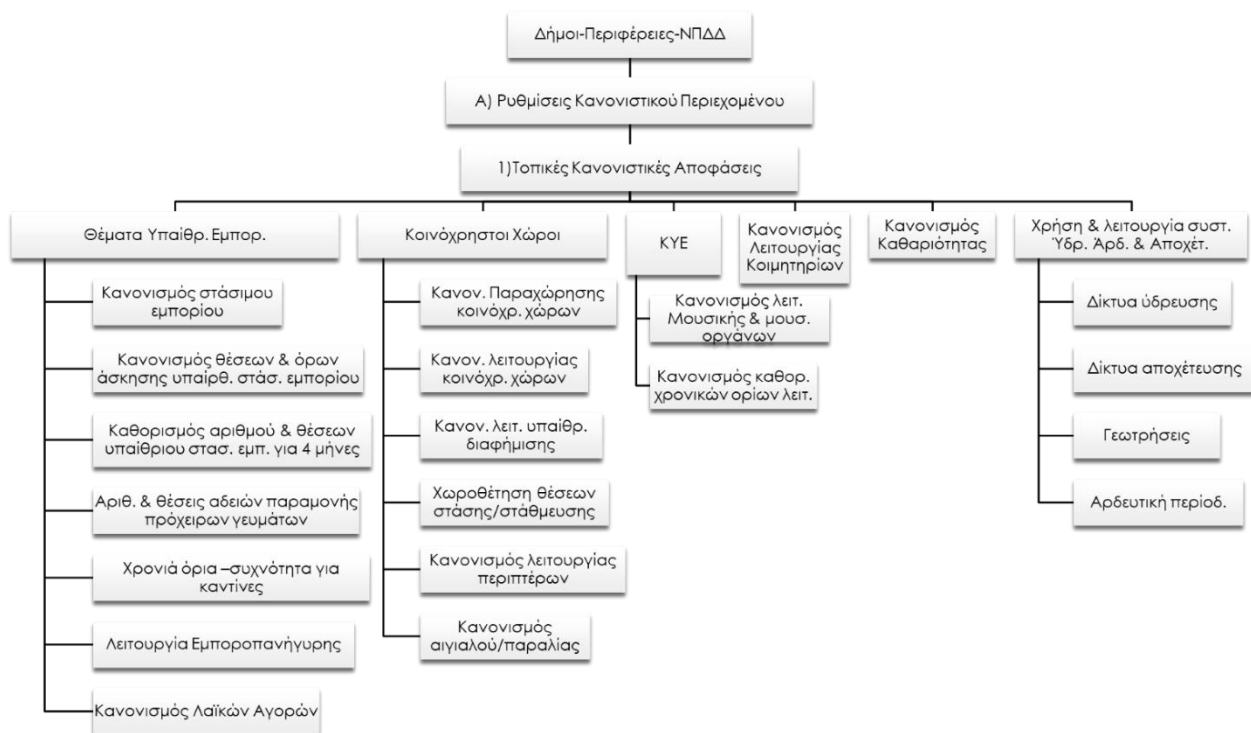 Δήμοι-Περιφέρειες-ΝΠΔΔ
Α) Ρυθμίσεις Κανονιστικού Περιεχομένου
1)Τοπικές Κανονιστικές Αποφάσεις
Θέματα Υπαίθρ. Εμπορ.
Κανονισμός στάσιμου
εμπορίου
Κανονισμός θέσεων & όρων
άσκησης υπαίρθ. στάσ. εμπορίου
Καθορισμός αριθμού & θέσεων
υπαίθριου στασ. εμπ. για 4 μήνες
Αριθ. & θέσεις αδειών παραμονής
πρόχειρων γευμάτων
Χρονιά όρια –συχνότητα για
καντίνες
Λειτουργία Εμποροπανήγυρης
Κανονισμός Λαϊκών Αγορών
Κοινόχρηστοι Χώροι
Κανον. Παραχώρησης
κοινόχρ. χώρων
Κανον. λειτουργίας
κοινόχρ. χώρων
Κανον. λειτ. υπαίθρ.
διαφήμισης
Χωροθέτηση θέσεων
στάσης/στάθμευσης
Κανονισμός λειτουργίας
περιπτέρων
Κανονισμός
αιγιαλού/παραλίας
ΚΥΕ
Κανονισμός λειτ.
Μουσικής & μουσ.
οργάνων
Κανονισμός καθορ.
χρονικών ορίων λειτ.
Κανονισμός
Λειτουργίας
Κοιμητηρίων
Κανονισμός
Καθαριότητας
Χρήση & λειτουργία συστ.
Ύδρ. Άρδ. & Αποχέτ.
Δίκτυα ύδρευσης
Δίκτυα αποχέτευσης
Γεωτρήσεις
Αρδευτική περίοδ.